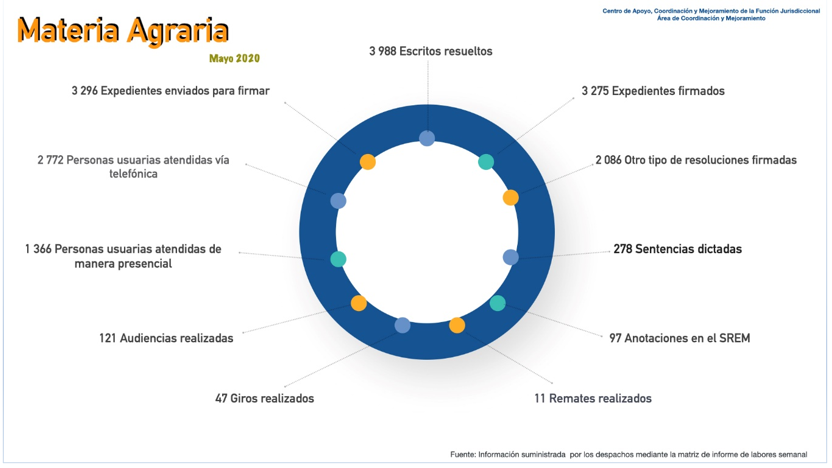 Centro de Apoyo, Coordinación y Mejoramiento de la Función Jurisdiccional
Área de Coordinación y Mejoramiento
Materia Agraria
Mayo 2020
3 988 Escritos resueltos
3 296 Expedientes enviados para firmar
3 275 Expedientes firmados
2 772 Personas usuarias atendidas vía
telefónica
2 086 Otro tipo de resoluciones firmadas
1 366 Personas usuarias atendidas de
manera presencial
278 Sentencias dictadas
121 Audiencias realizadas
97 Anotaciones en el SREM
47 Giros realizados
11 Remates realizados
Fuente: Información suministrada por los despachos mediante la matriz de informe de labores semanal